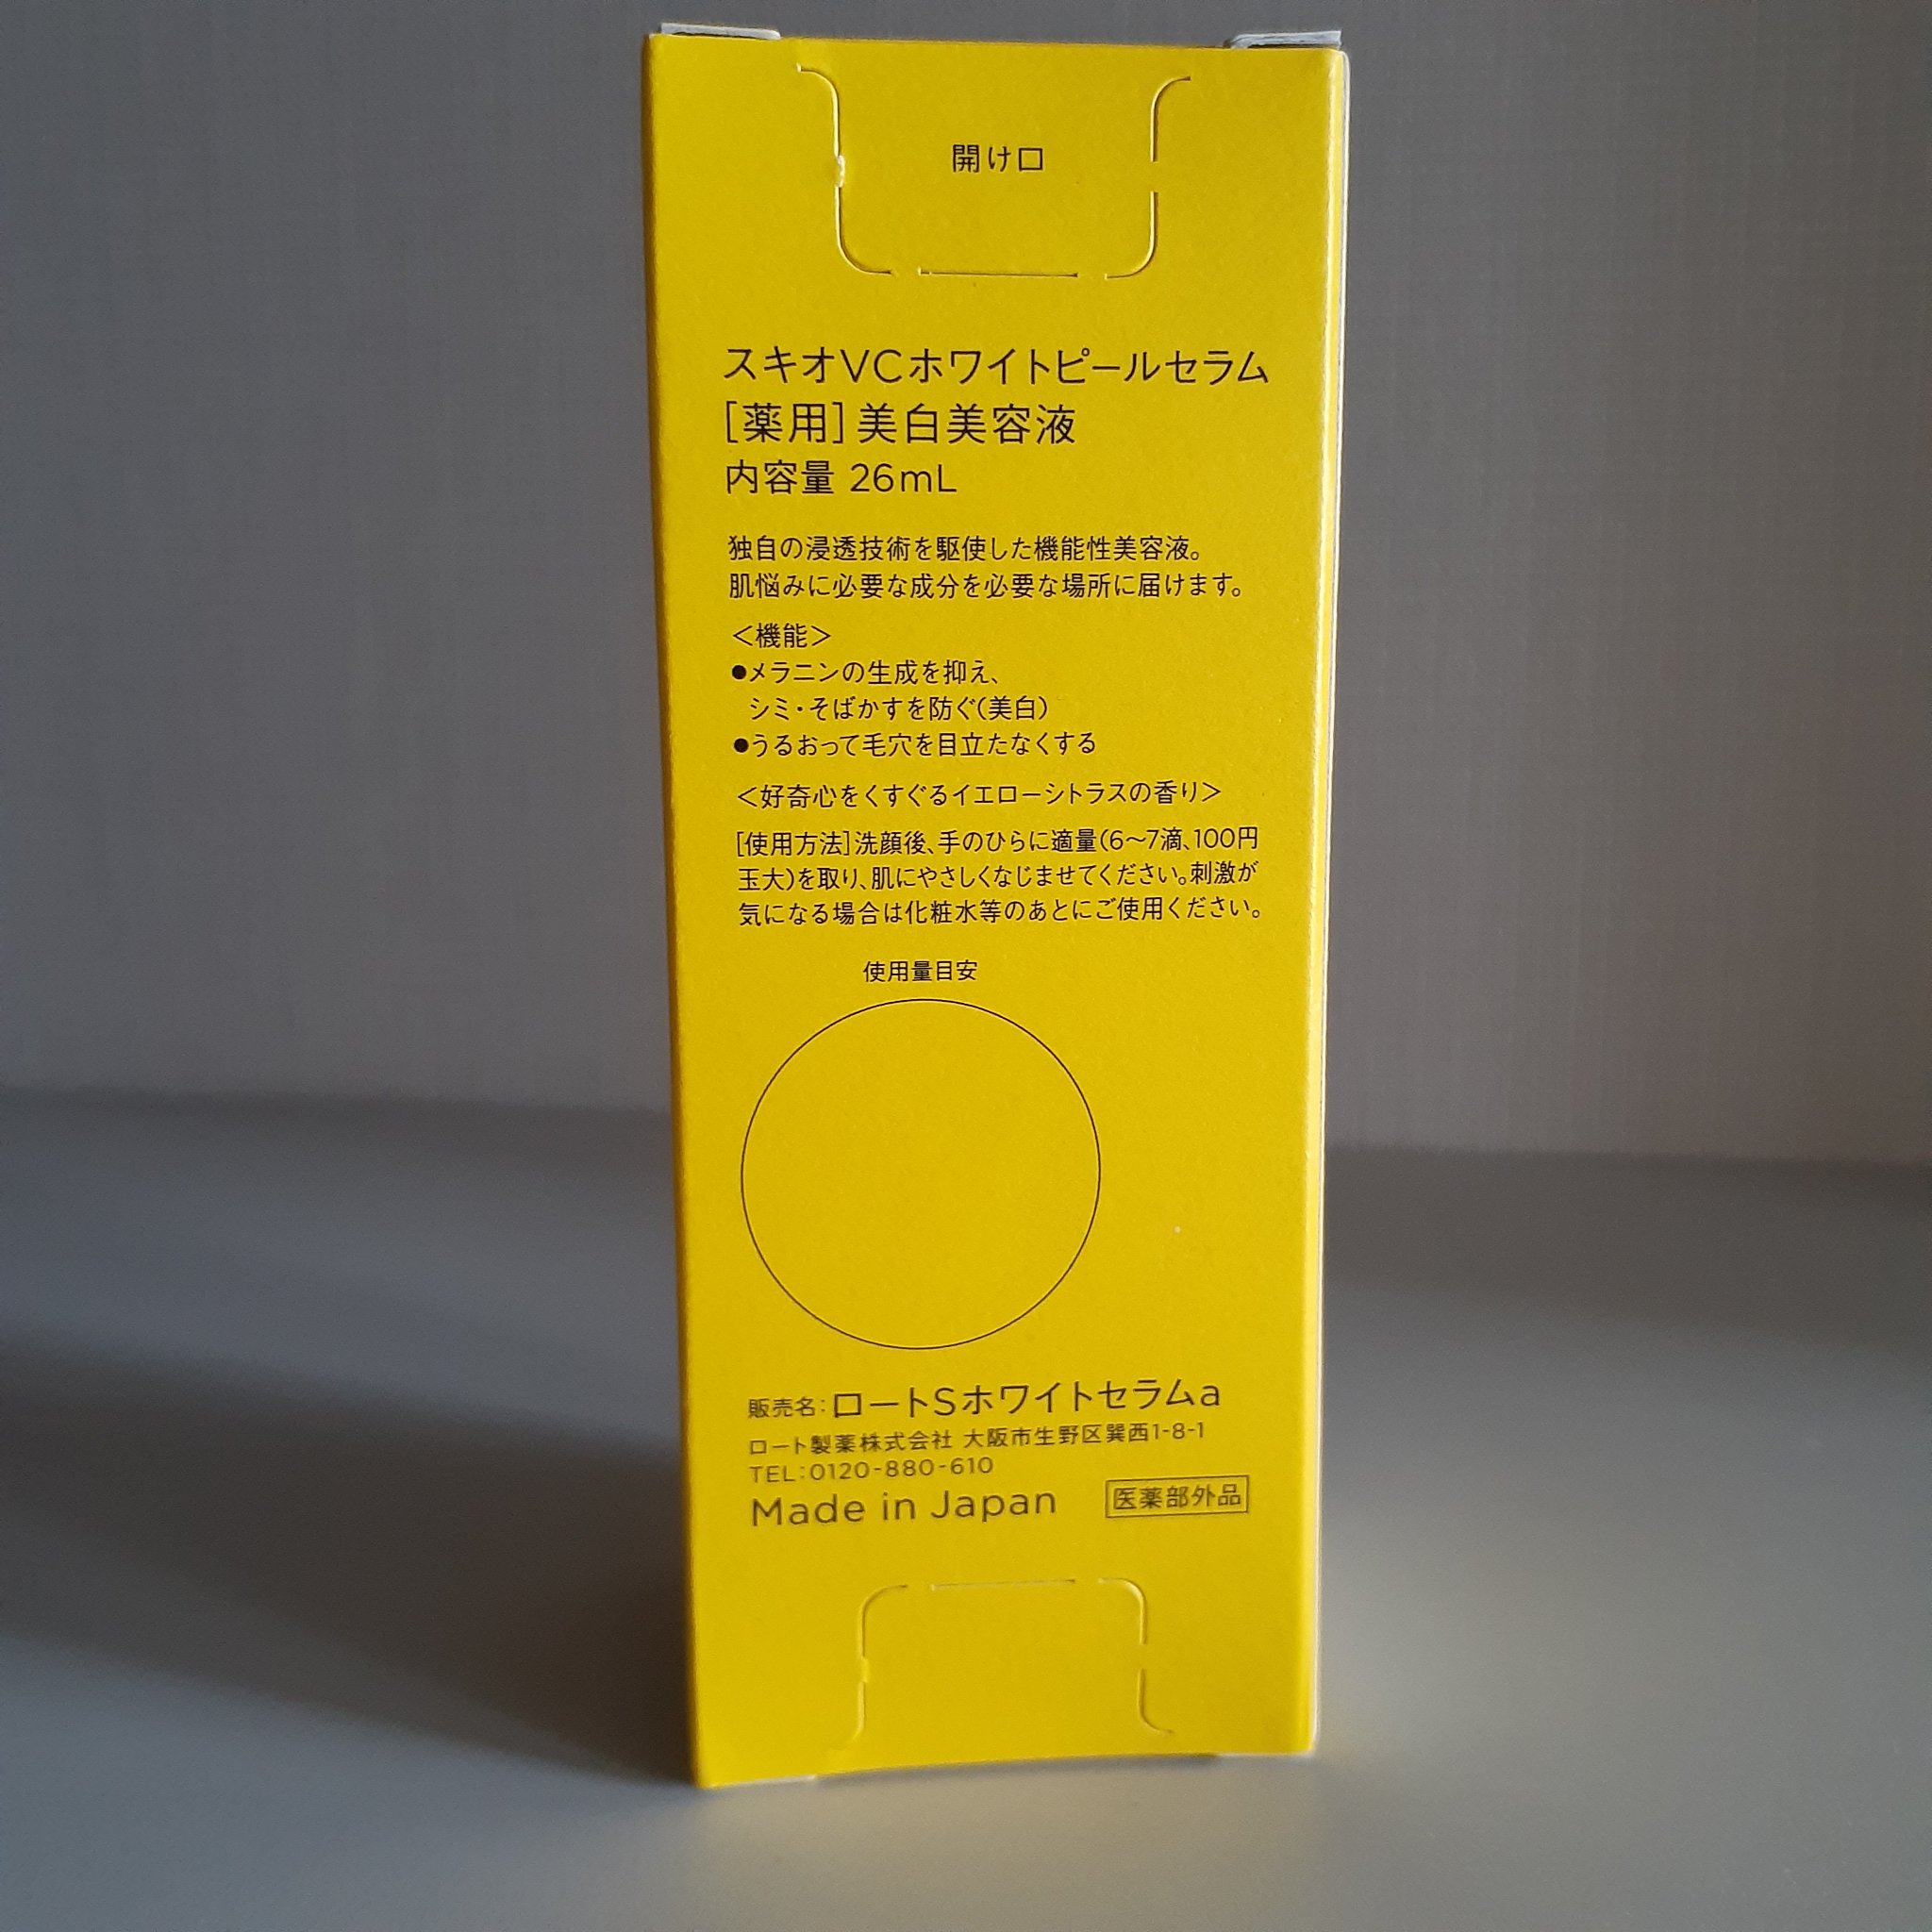 開け口
スキオVCホワイトピールセラム
[薬用]美白美容液
内容量 26mL
独自の浸透技術を駆使した機能性美容液。
肌悩みに必要な成分を必要な場所に届けます。
<機能>
●メラニンの生成を抑え、
シミ・そばかすを防ぐ(美白)
●うるおって毛穴を目立たなくする
<好奇心をくすぐるイエローシトラスの香り>
[使用方法]洗顔後、手のひらに適量(6〜7滴、100円
玉大)を取り、肌にやさしくなじませてください。刺激が
気になる場合は化粧水等のあとにご使用ください。
使用量目安
販売名:ロートSホワイトセラムa
ロート製薬株式会社 大阪市生野区巽西1-8-1
TEL:0120-880-610
Made in Japan 医薬部外品